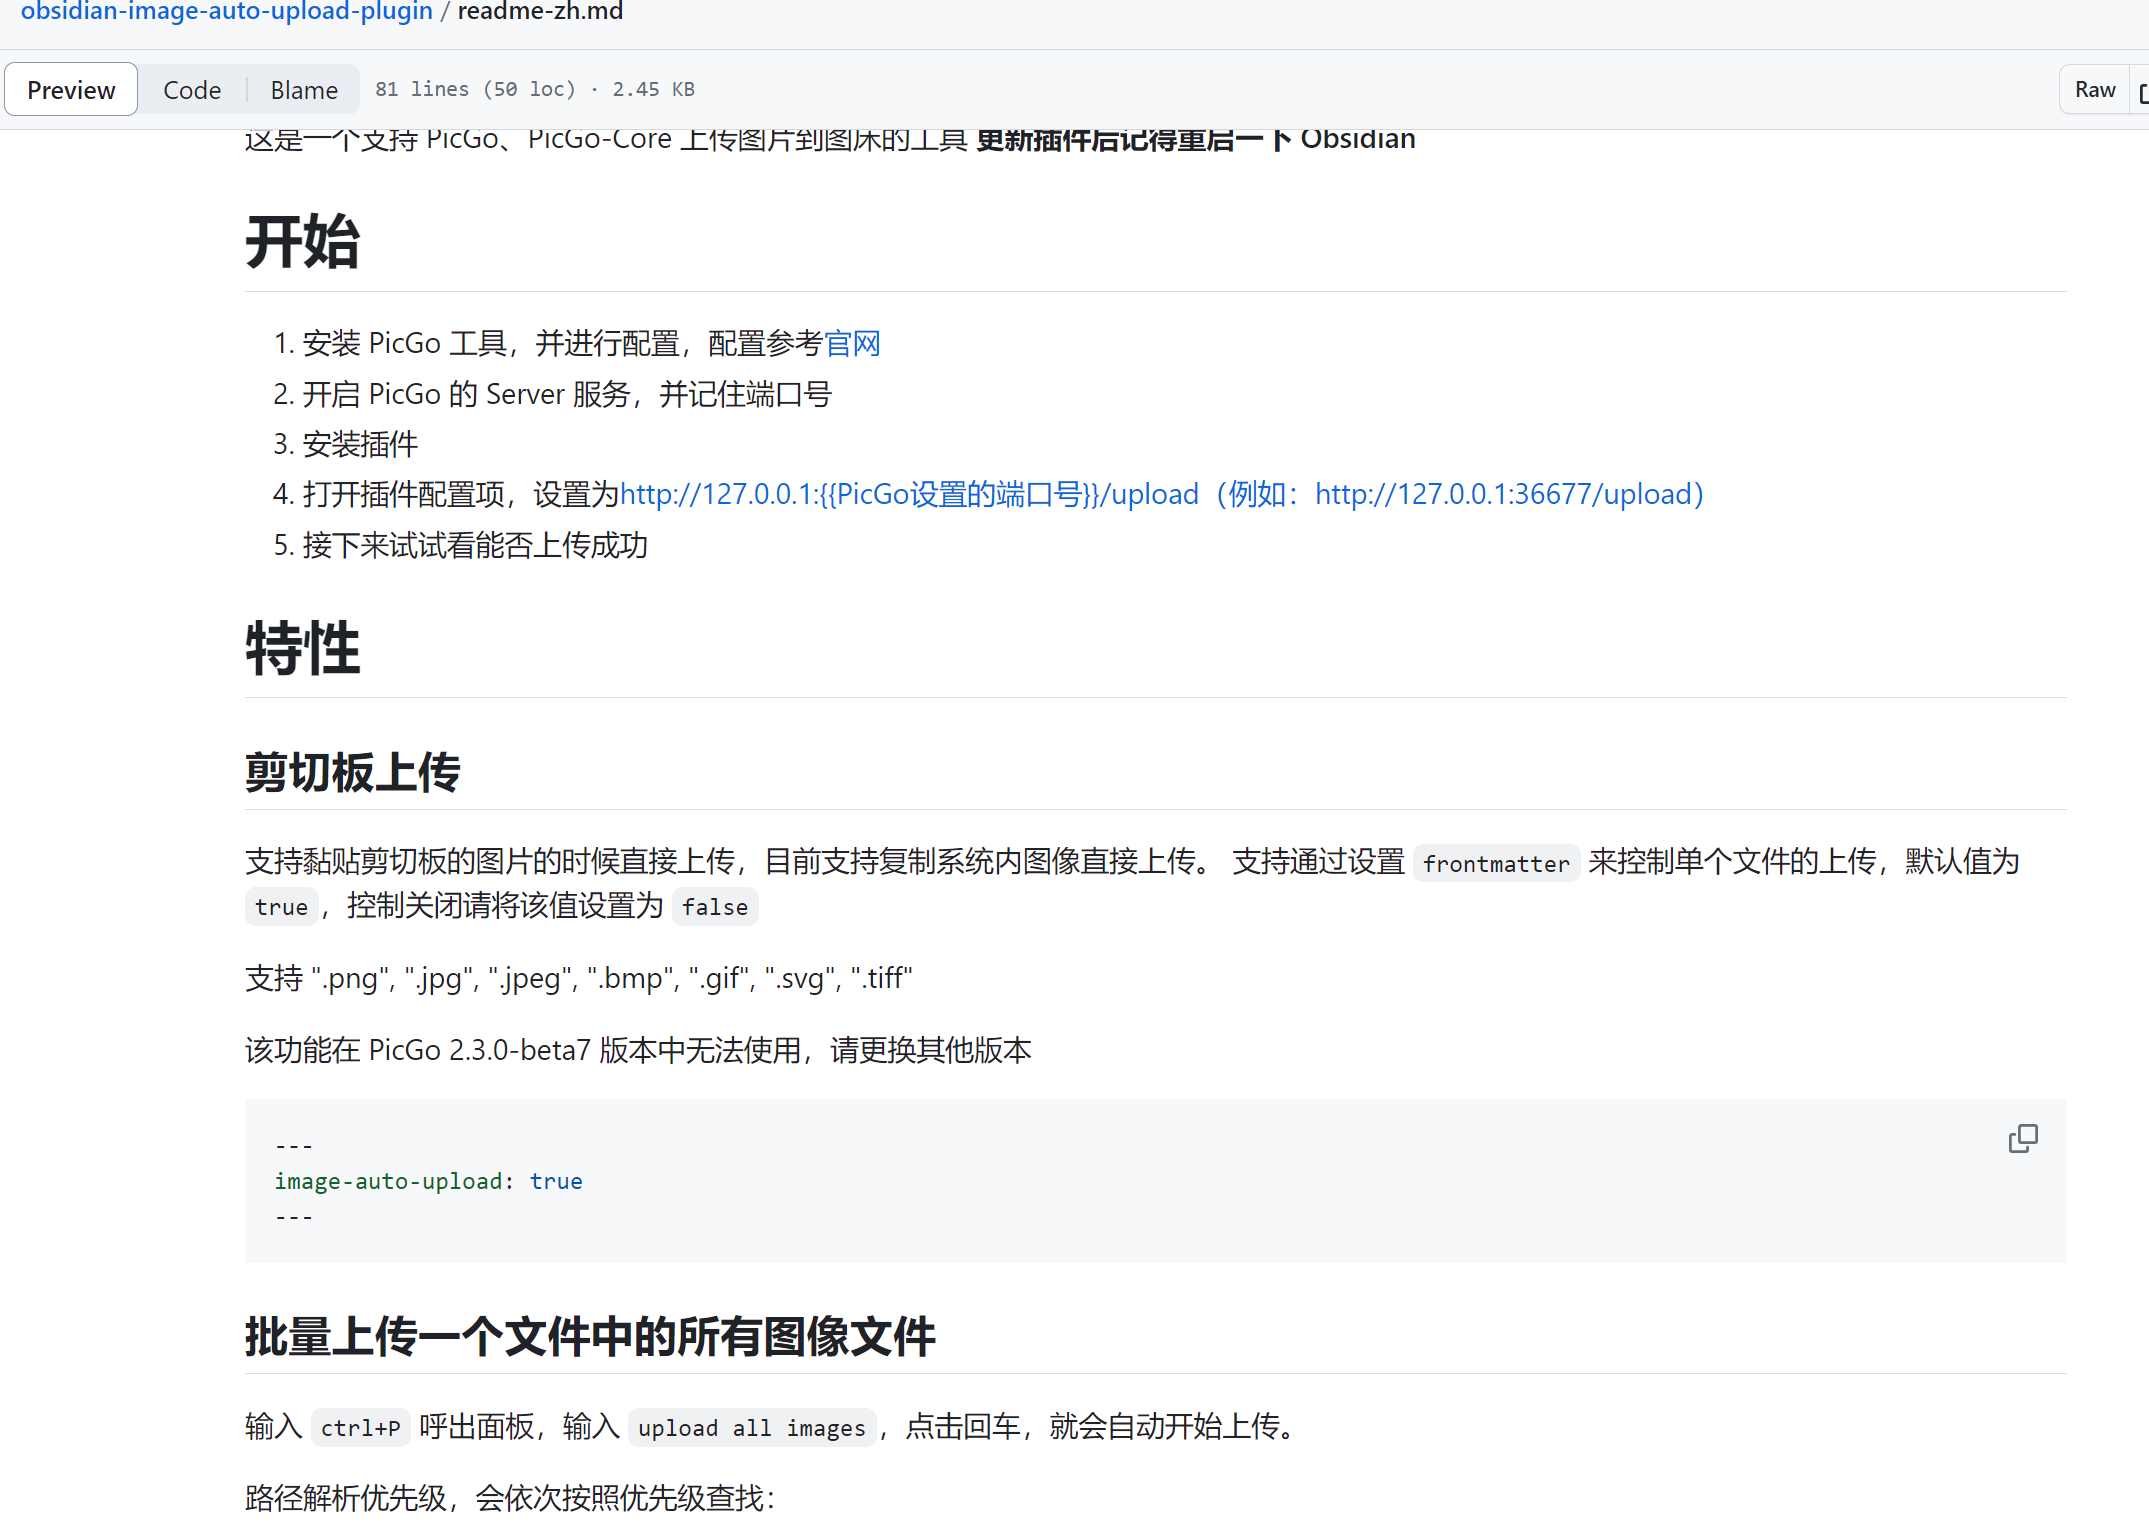 obsidian-image-auto-upload-plugin / readme-zh.md
Preview Code Blame 81 lines (50 loc) · 2.45 KB Raw
这是一个支持 PicGo、PicGo-Core 上传图片到图床的工具 更新插件后记得重启一下 Obsidian
开始
1. 安装 PicGo 工具，并进行配置，配置参考官网
2. 开启 PicGo 的 Server 服务，并记住端口号
3. 安装插件
4. 打开插件配置项，设置为http://127.0.0.1:{{PicGo设置的端口号}}/upload（例如：http://127.0.0.1:36677/upload）
5. 接下来试试看能否上传成功
特性
剪切板上传
支持黏贴剪切板的图片的时候直接上传，目前支持复制系统内图像直接上传。 支持通过设置 frontmatter 来控制单个文件的上传，默认值为
true，控制关闭请将该值设置为 false
支持 ".png", ".jpg", ".jpeg", ".bmp", ".gif", ".svg", ".tiff"
该功能在 PicGo 2.3.0-beta7 版本中无法使用，请更换其他版本
---
image-auto-upload: true
---
批量上传一个文件中的所有图像文件
输入 ctrl+P 呼出面板，输入 upload all images，点击回车，就会自动开始上传。
路径解析优先级，会依次按照优先级查找：